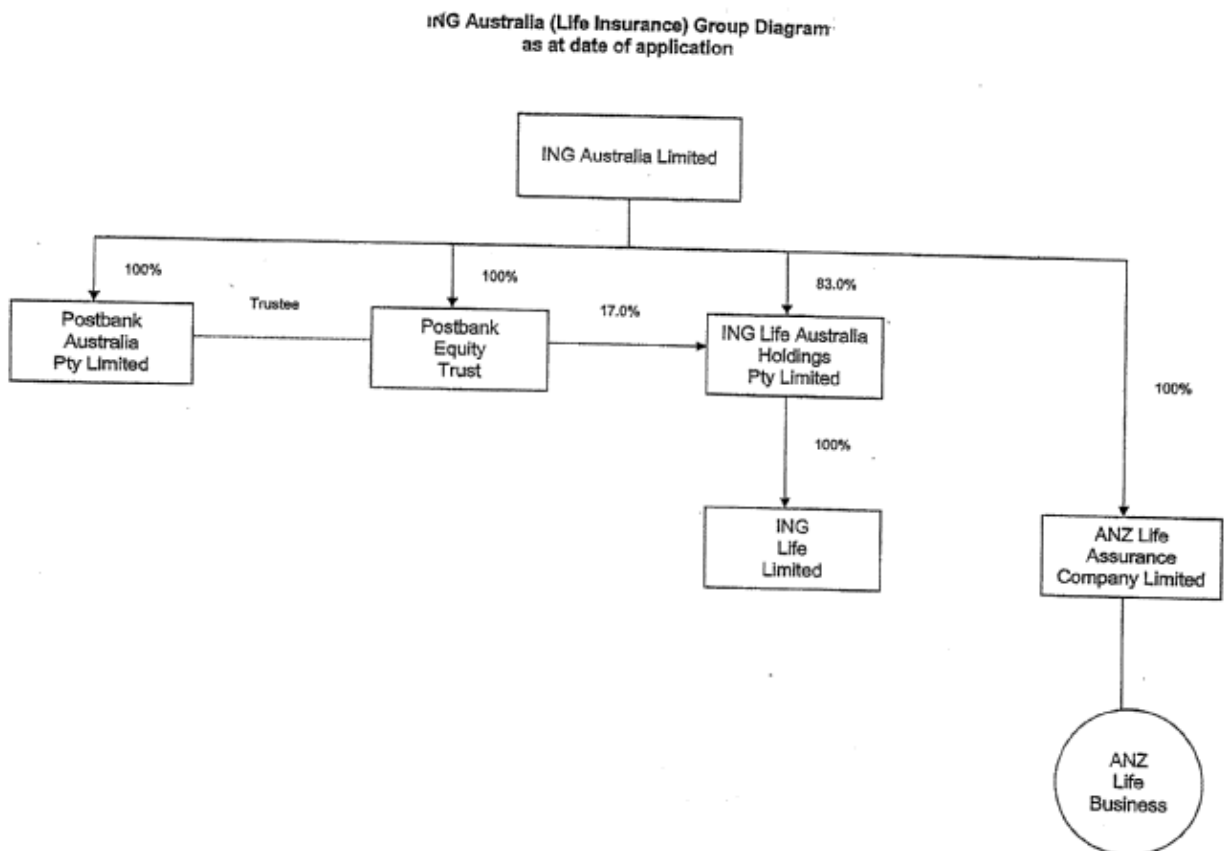 ING Australia (Life Insurance) Group Diagram
as at date of application
ING Australia Limited
100%
100%
83.0%
100%
Postbank
Australia
Pty Limited
Trustee
Postbank
Equity
Trust
17.0%
ING Life Australia
Holdings
Pty Limited
100%
ING
Life
Limited
ANZ Life
Assurance
Company Limited
ANZ
Life
Business